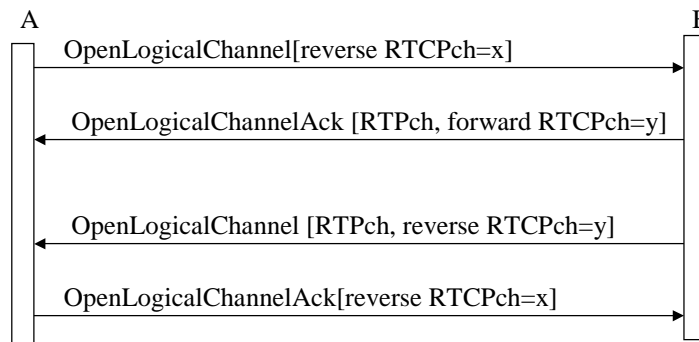 A
OpenLogicalChannel[reverse RTCPch=x]
OpenLogicalChannelAck [RTPch, forward RTCPch=y]
OpenLogicalChannel [RTPch, reverse RTCPch=y]
OpenLogicalChannelAck[reverse RTCPch=x]